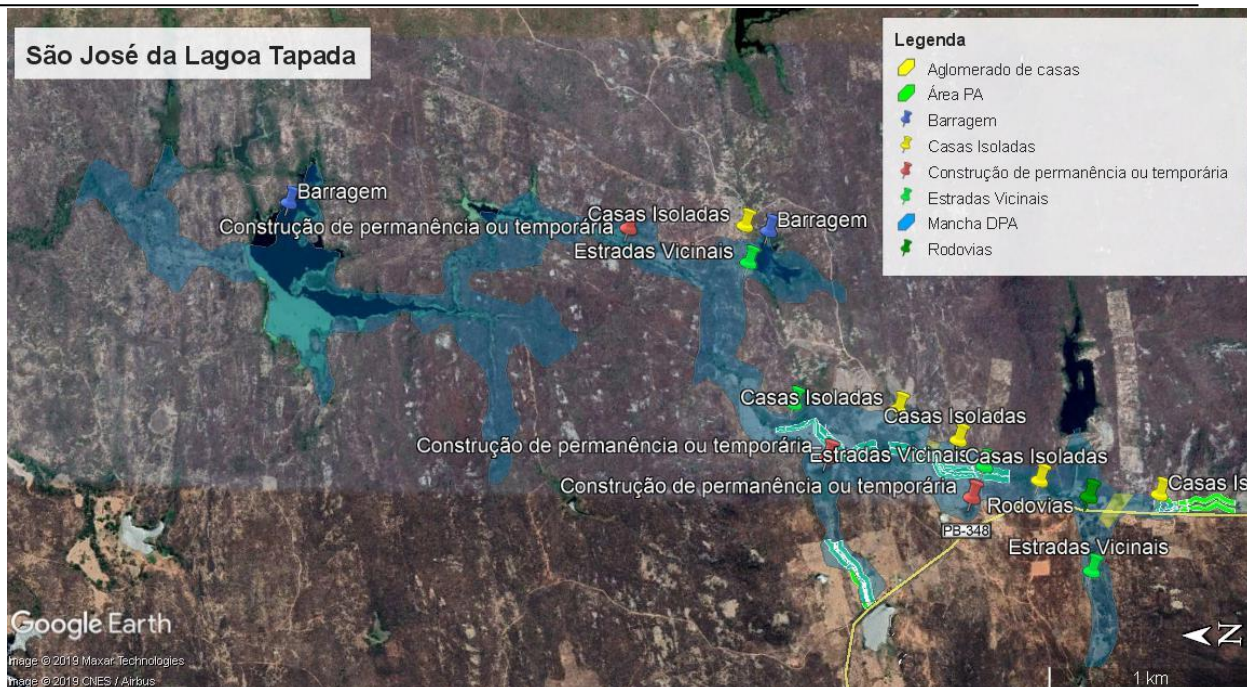 São José da Lagoa Tapada
Legenda
Aglomerado de casas
Área PA
Barragem
Casas Isoladas
Construção de permanência ou temporária
Estradas Vicinais
Mancha DPA
Rodovias
Barragem
Casas Isoladas
Barragem
Construção de permanência ou temporária
Estradas Vicinais
Casas Isoladas
Casas Isoladas
Construção de permanência ou temporária
Estradas Vicinais
Casas Isoladas
Construção de permanência ou temporária
Casas Is
Rodovias
PB-348
Estradas Vicinais
Google Earth
Image © 2019 Maxar Technologies
Image © 2019 CNES / Airbus
N
1 km